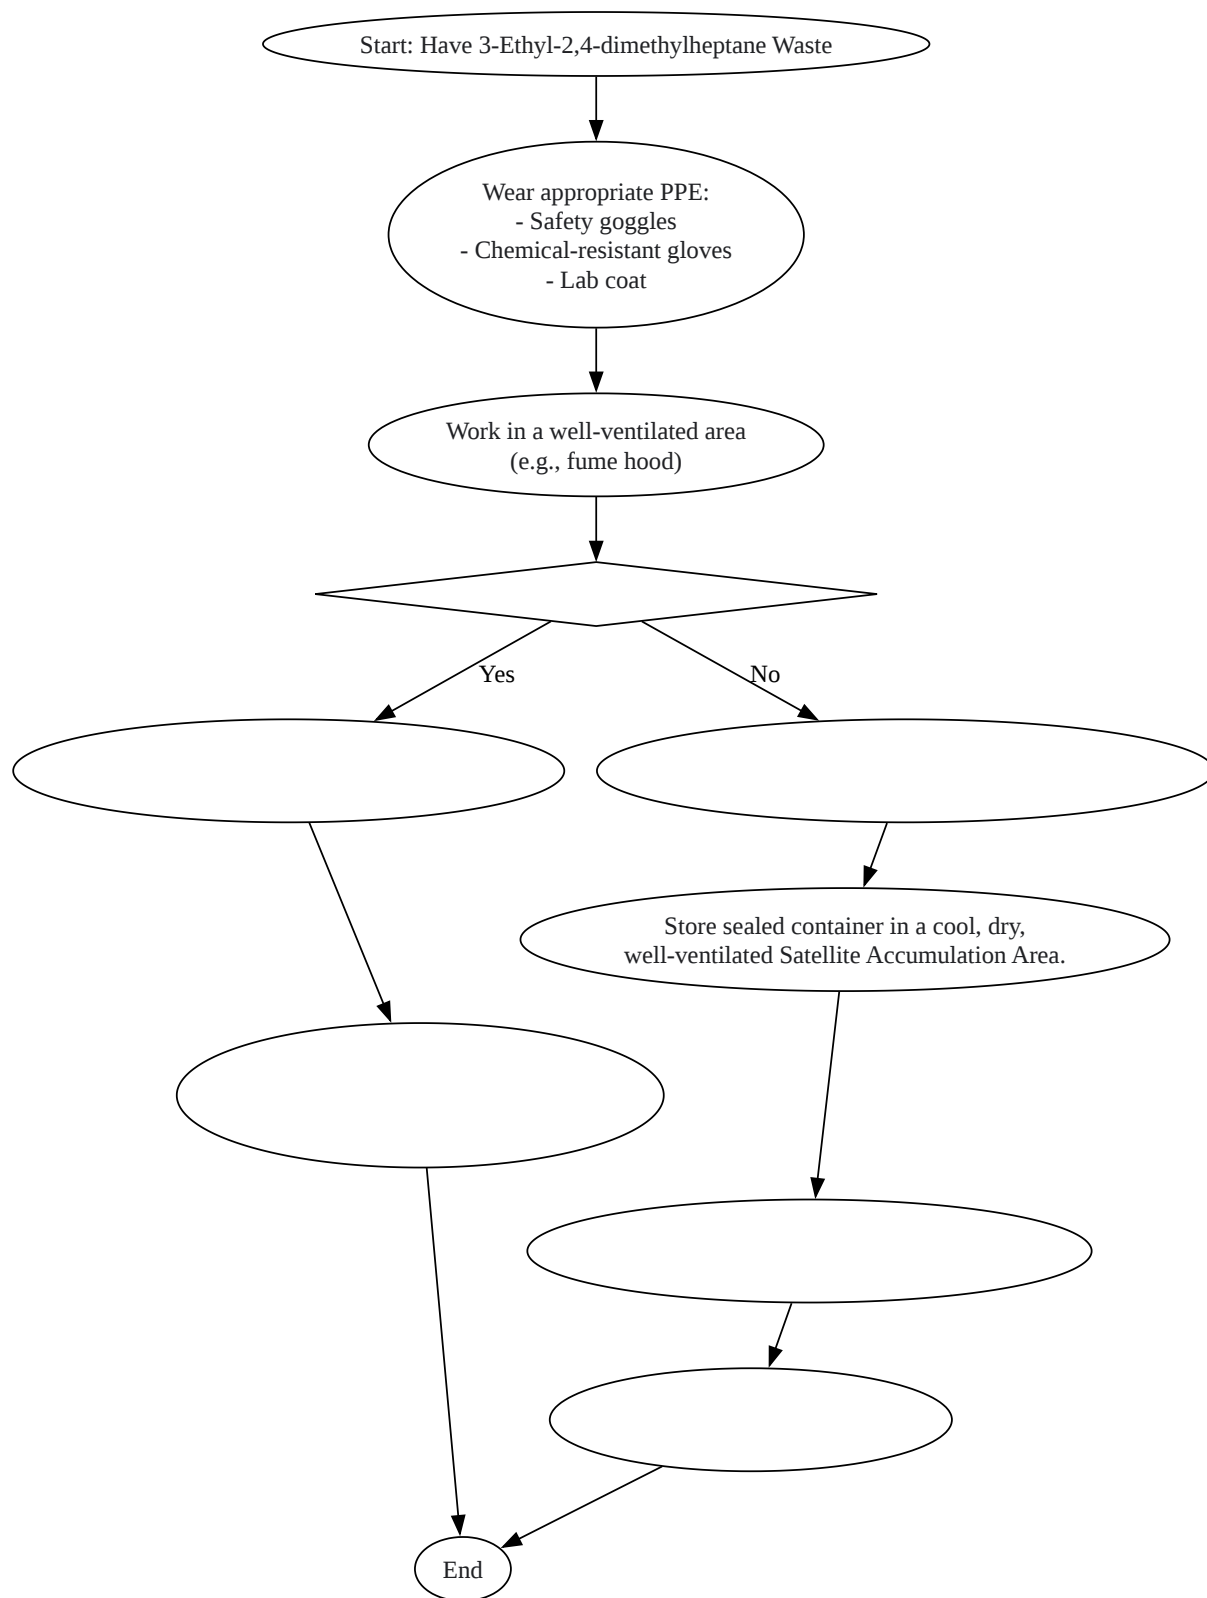 Start: Have 3-Ethyl-2,4-dimethylheptane Waste
Wear appropriate PPE:
- Safety goggles
- Chemical-resistant gloves
- Lab coat
Work in a well-ventilated area
(e.g., fume hood)
Yes
No
Store sealed container in a cool, dry,
well-ventilated Satellite Accumulation Area.
End